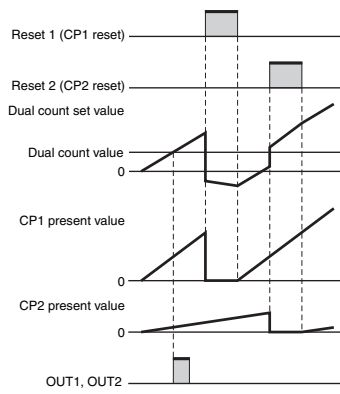 Reset 1 (CP1 reset)
Reset 2 (CP2 reset)
Dual count set value
Dual count value
0
CP1 present value
0
CP2 present value
0
OUT1, OUT2